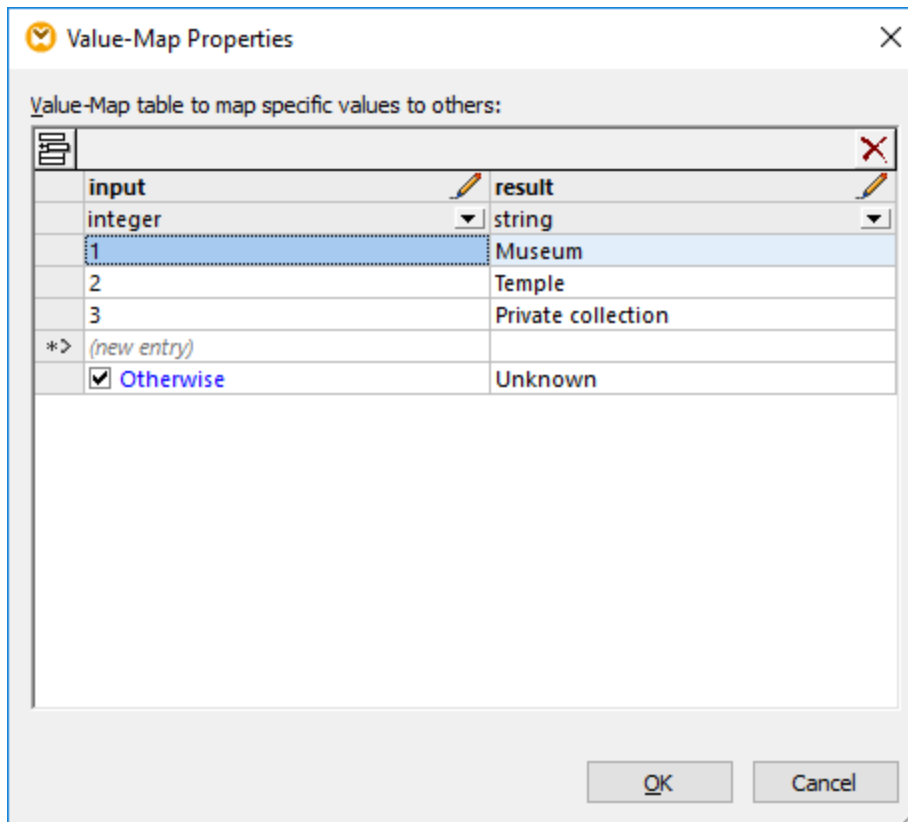 Value-Map Properties
Value-Map table to map specific values to others:
input result
integer string
1 Museum
2 Temple
3 Private collection
(new entry)
Otherwise Unknown
OK Cancel